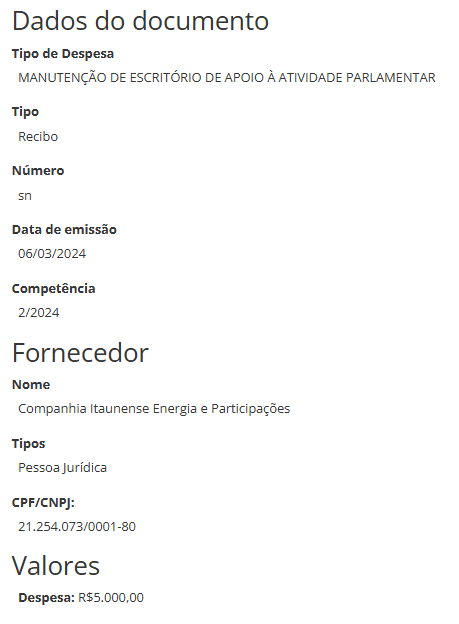 Dados do documento
Tipo de Despesa
MANUTENÇÃO DE ESCRITÓRIO DE APOIO À ATIVIDADE PARLAMENTAR
Tipo
Recibo
Número
sn
Data de emissão
06/03/2024
Competência
2/2024
Fornecedor
Nome
Companhia Itaunense Energia e Participações
Tipos
Pessoa Jurídica
CPF/CNPJ:
21.254.073/0001-80
Valores
Despesa: R$5.000,00